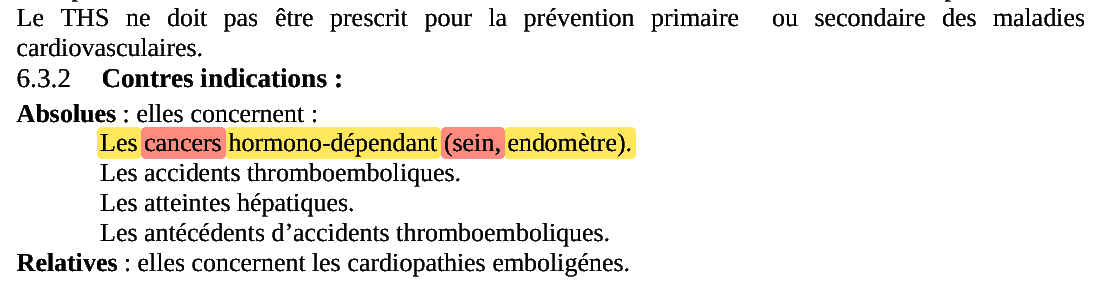 Le THS ne doit pas être prescrit pour la prévention primaire ou secondaire des maladies
cardiovasculaires.
6.3.2 Contres indications :
Absolues : elles concernent :
Les cancers hormono-dépendant (sein, endomètre).
Les accidents thromboemboliques.
Les atteintes hépatiques.
Les antécédents d’accidents thromboemboliques.
Relatives : elles concernent les cardiopathies emboligénes.